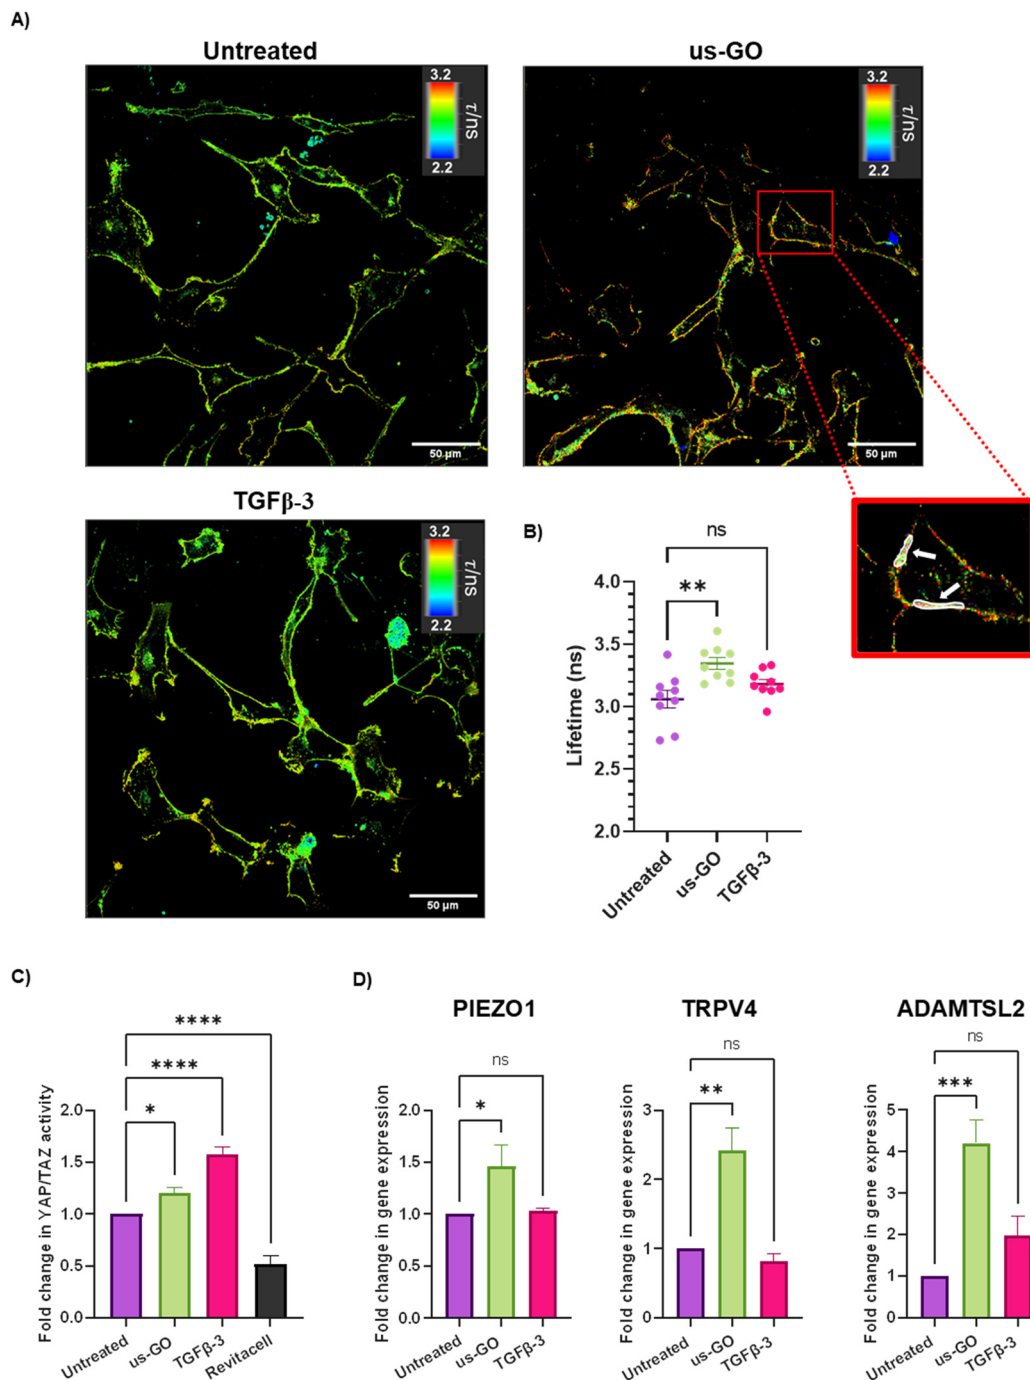 A)
Untreated
us-GO
3.2
τ/ns
2.2
3.2
τ/ns
2.2
50 μm
50 μm
TGFβ-3
3.2
τ/ns
2.2
50 μm
B)
ns
**
4.0
3.5
3.0
2.5
2.0
Lifetime (ns)
Untreated
us-GO
TGFβ-3
C)
****
****
*
2.0
1.5
1.0
0.5
0.0
Fold change in YAP/TAZ activity
Untreated
us-GO
TGFβ-3
Revitacell
D)
PIEZO1
ns
*
2.0
1.5
1.0
0.5
0.0
Fold change in gene expression
Untreated
us-GO
TGFβ-3
TRPV4
ns
**
3
2
1
0
Fold change in gene expression
Untreated
us-GO
TGFβ-3
ADAMTSL2
ns
***
5
4
3
2
1
0
Fold change in gene expression
Untreated
us-GO
TGFβ-3